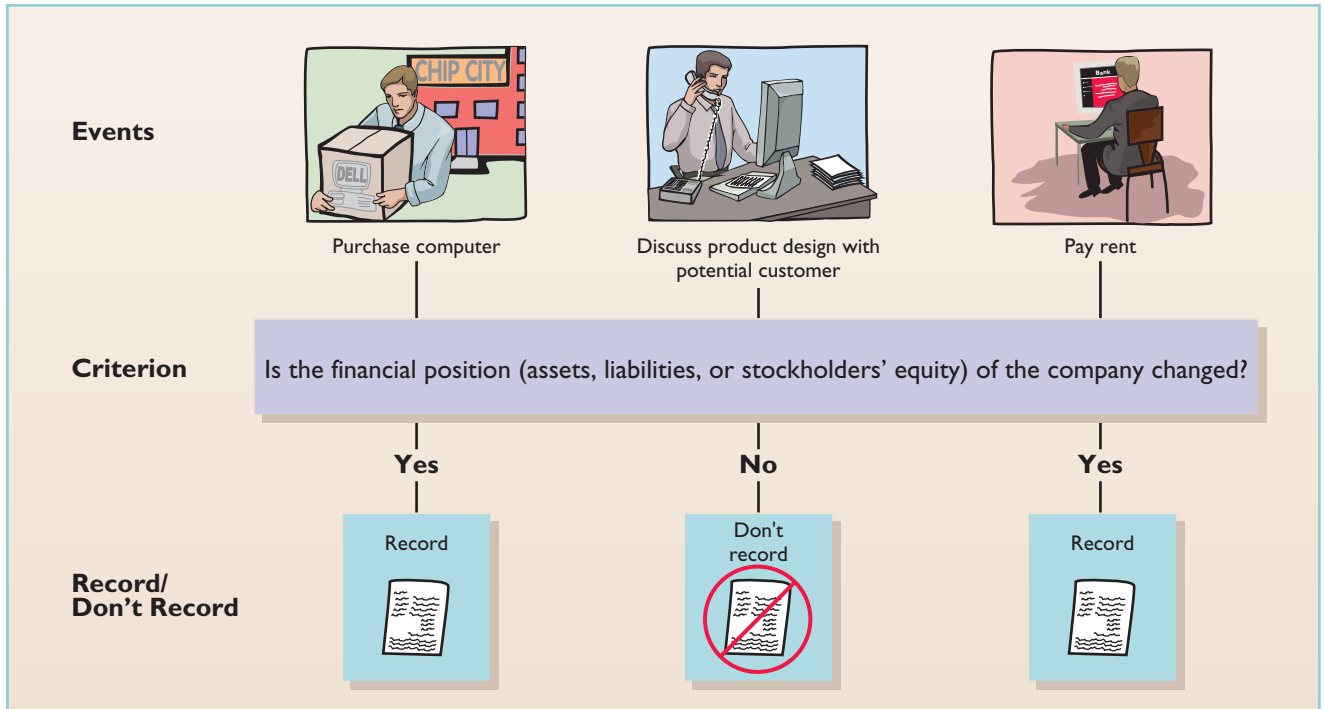 Events
CHIP CITY
DELL
Bank
Purchase computer
Discuss product design with
potential customer
Pay rent
Criterion
Is the financial position (assets, liabilities, or stockholders’ equity) of the company changed?
Yes
No
Yes
Record/
Don’t Record
Record
Don't
record
Record